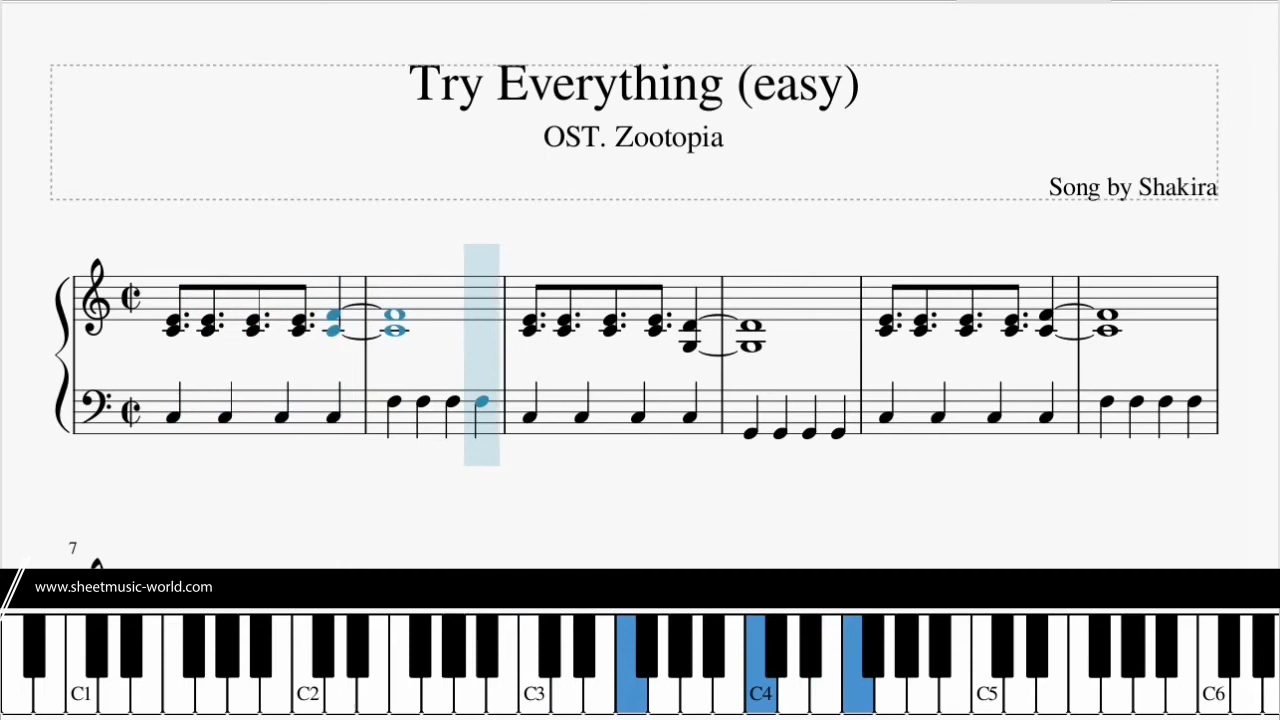 Try Everything (easy)
OST. Zootopia
Song by Shakira
7
www.sheetmusic-world.com
C1 C2 C3 C4 C5 C6